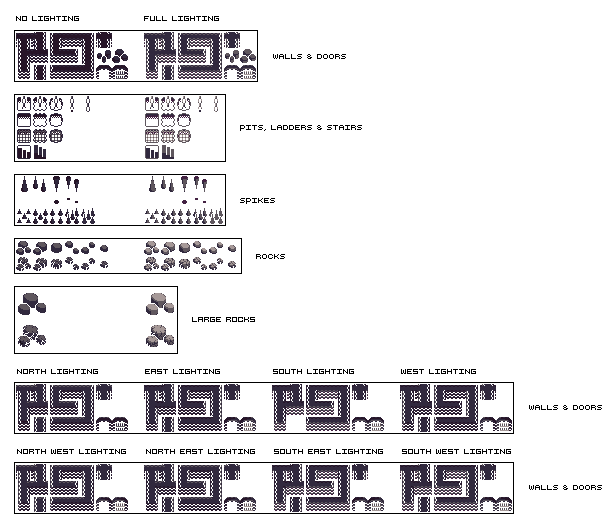 NO LIGHTING FULL LIGHTING
WALLS & DOORS
PITS, LADDERS & STAIRS
SPIKES
ROCKS
LARGE ROCKS
NORTH LIGHTING EAST LIGHTING SOUTH LIGHTING WEST LIGHTING
WALLS & DOORS
NORTH WEST LIGHTING NORTH EAST LIGHTING SOUTH EAST LIGHTING SOUTH WEST LIGHTING
WALLS & DOORS